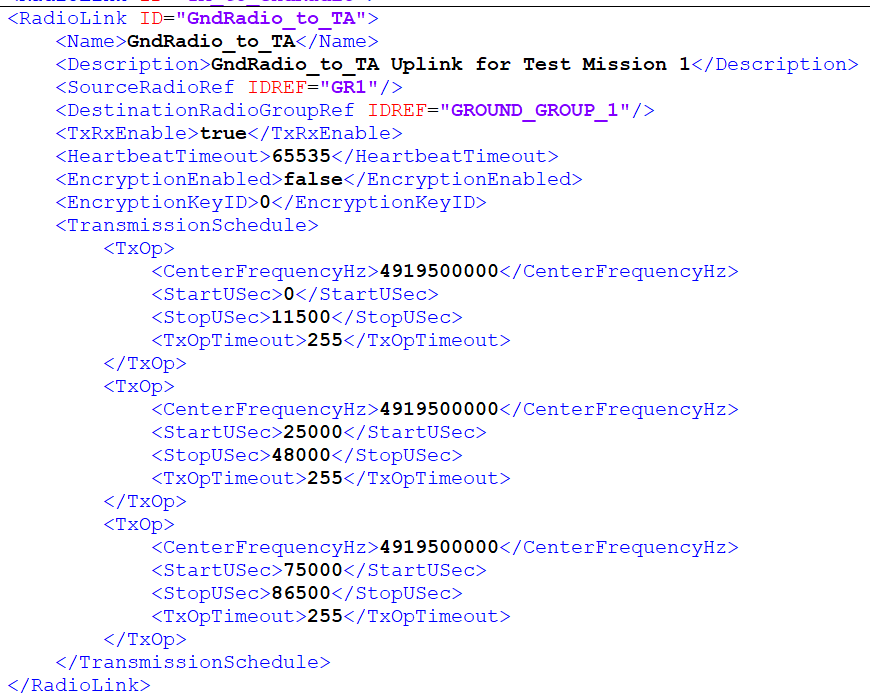 <RadioLink ID="GndRadio_to_TA">
    <Name>GndRadio_to_TA</Name>
    <Description>GndRadio_to_TA Uplink for Test Mission 1</Description>
    <SourceRadioRef IDREF="GR1"/>
    <DestinationRadioGroupRef IDREF="GROUND_GROUP_1"/>
    <TxRxEnable>true</TxRxEnable>
    <HeartbeatTimeout>65535</HeartbeatTimeout>
    <EncryptionEnabled>false</EncryptionEnabled>
    <EncryptionKeyID>0</EncryptionKeyID>
    <TransmissionSchedule>
        <TxOp>
            <CenterFrequencyHz>4919500000</CenterFrequencyHz>
            <StartUSec>0</StartUSec>
            <StopUSec>11500</StopUSec>
            <TxOpTimeout>255</TxOpTimeout>
        </TxOp>
        <TxOp>
            <CenterFrequencyHz>4919500000</CenterFrequencyHz>
            <StartUSec>25000</StartUSec>
            <StopUSec>48000</StopUSec>
            <TxOpTimeout>255</TxOpTimeout>
        </TxOp>
        <TxOp>
            <CenterFrequencyHz>4919500000</CenterFrequencyHz>
            <StartUSec>75000</StartUSec>
            <StopUSec>86500</StopUSec>
            <TxOpTimeout>255</TxOpTimeout>
        </TxOp>
    </TransmissionSchedule>
</RadioLink>